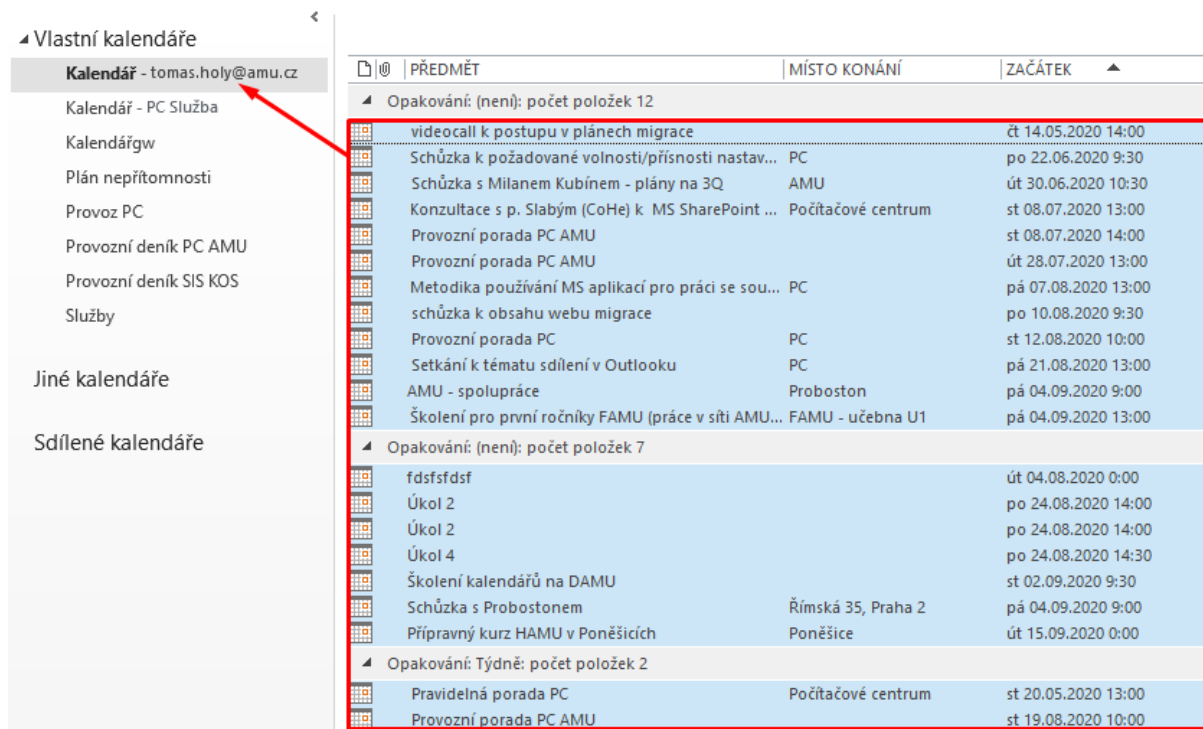 Vlastní kalendáře
Kalendář - tomas.holy@amu.cz
Kalendář - PC Služba
Kalendářgw
Plán nepřítomnosti
Provoz PC
Provozní deník PC AMU
Provozní deník SIS KOS
Služby
Jiné kalendáře
Sdílené kalendáře
PŘEDMĚT MÍSTO KONÁNÍ ZAČÁTEK
Opakování: (není): počet položek 12
videocall k postupu v plánech migrace čt 14.05.2020 14:00
Schůzka k požadované volnosti/přísnosti nastav... PC po 22.06.2020 9:30
Schůzka s Milanem Kubínem - plány na 3Q AMU út 30.06.2020 10:30
Konzultace s p. Slabým (CoHe) k MS SharePoint ... Počítačové centrum st 08.07.2020 13:00
Provozní porada PC AMU st 08.07.2020 14:00
Provozní porada PC AMU út 28.07.2020 13:00
Metodika používání MS aplikací pro práci se sou... PC pá 07.08.2020 13:00
schůzka k obsahu webu migrace po 10.08.2020 9:30
Provozní porada PC PC st 12.08.2020 10:00
Setkání k tématu sdílení v Outlooku PC pá 21.08.2020 13:00
AMU - spolupráce Proboston pá 04.09.2020 9:00
Školení pro první ročníky FAMU (práce v síti AMU... FAMU - učebna U1 pá 04.09.2020 13:00
Opakování: (není): počet položek 7
fdsfsfdsf út 04.08.2020 0:00
Úkol 2 po 24.08.2020 14:00
Úkol 2 po 24.08.2020 14:00
Úkol 4 po 24.08.2020 14:30
Školení kalendářů na DAMU st 02.09.2020 9:30
Schůzka s Probostonem Římská 35, Praha 2 pá 04.09.2020 9:00
Přípravný kurz HAMU v Poněšicích Poněšice út 15.09.2020 0:00
Opakování: Týdně: počet položek 2
Pravidelná porada PC Počítačové centrum st 20.05.2020 13:00
Provozní porada PC AMU st 19.08.2020 10:00